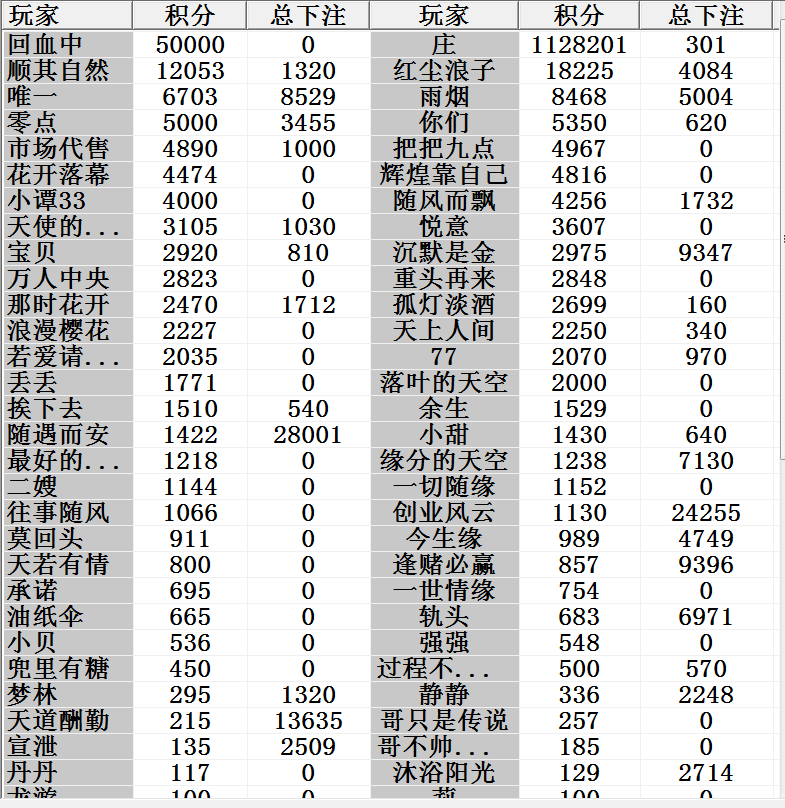 玩家 积分 总下注 玩家 积分 总下注
回血中 50000 0 庄 1128201 301
顺其自然 12053 1320 红尘浪子 18225 4084
唯一 6703 8529 雨烟 8468 5004
零点 5000 3455 你们 5350 620
市场代售 4890 1000 把把九点 4967 0
花开落幕 4474 0 辉煌靠自己 4816 0
小谭33 4000 0 随风而飘 4256 1732
天使的... 3105 1030 悦意 3607 0
宝贝 2920 810 沉默是金 2975 9347
万人中央 2823 0 重头再来 2848 0
那时花开 2470 1712 孤灯淡酒 2699 160
浪漫樱花 2227 0 天上人间 2250 340
若爱请... 2035 0 77 2070 970
丢丢 1771 0 落叶的天空 2000 0
挨下去 1510 540 余生 1529 0
随遇而安 1422 28001 小甜 1430 640
最好的... 1218 0 缘分的天空 1238 7130
二嫂 1144 0 一切随缘 1152 0
往事随风 1066 0 创业风云 1130 24255
莫回头 911 0 今生缘 989 4749
天若有情 800 0 逢赌必赢 857 9396
承诺 695 0 一世情缘 754 0
油纸伞 665 0 轨头 683 6971
小贝 536 0 强强 548 0
兜里有糖 450 0 过程不... 500 570
梦林 295 1320 静静 336 2248
天道酬勤 215 13635 哥只是传说 257 0
宣泄 135 2509 哥不帅... 185 0
丹丹 117 0 沐浴阳光 129 2714
100 0 100 0